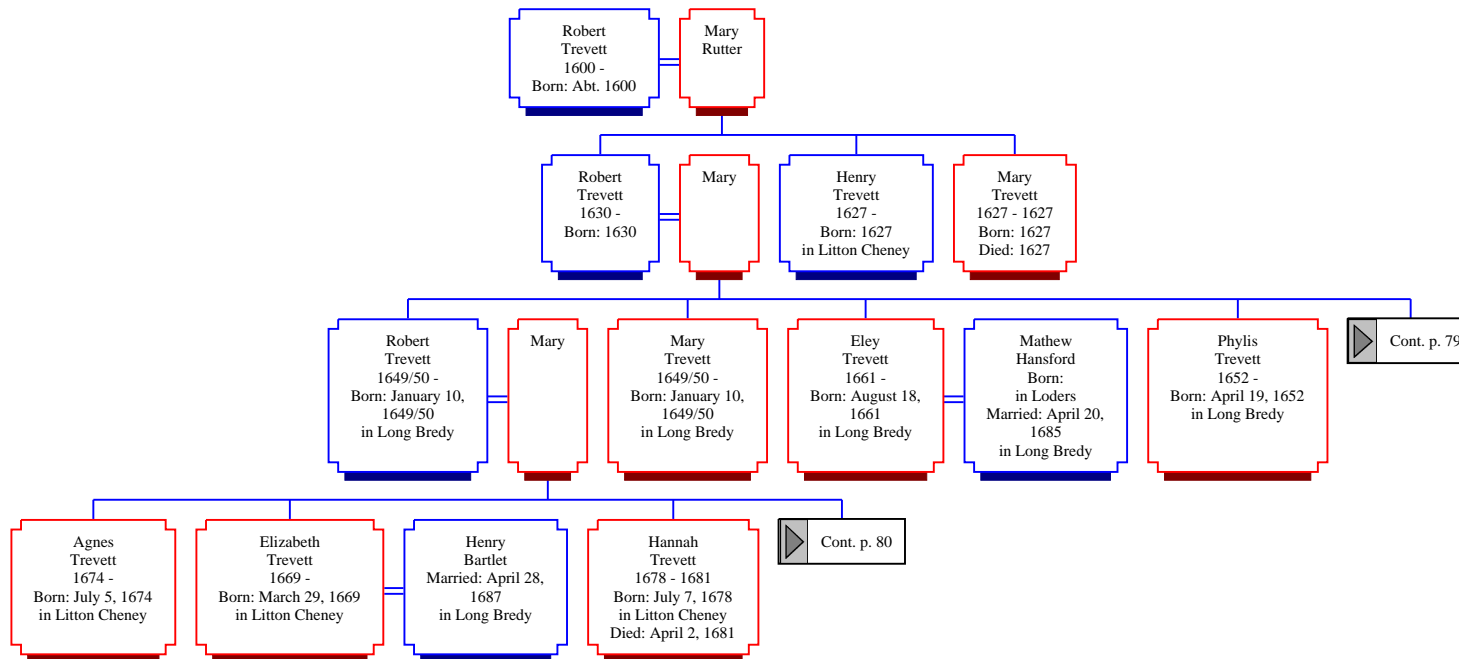 Robert
Trevett
1600 -
Born: Abt. 1600
Mary
Rutter
Robert
Trevett
1630 -
Born: 1630
Mary
Henry
Trevett
1627 -
Born: 1627
in Litton Cheney
Mary
Trevett
1627 - 1627
Born: 1627
Died: 1627
Robert
Trevett
1649/50 -
Born: January 10,
1649/50
in Long Bredy
Mary
Mary
Trevett
1649/50 -
Born: January 10,
1649/50
in Long Bredy
Eley
Trevett
1661 -
Born: August 18,
1661
in Long Bredy
Mathew
Hansford
Born:
in Loders
Married: April 20,
1685
in Long Bredy
Phylis
Trevett
1652 -
Born: April 19, 1652
in Long Bredy
Cont. p. 79
Agnes
Trevett
1674 -
Born: July 5, 1674
in Litton Cheney
Elizabeth
Trevett
1669 -
Born: March 29, 1669
in Litton Cheney
Henry
Bartlet
Married: April 28,
1687
in Long Bredy
Hannah
Trevett
1678 - 1681
Born: July 7, 1678
in Litton Cheney
Died: April 2, 1681
Cont. p. 80